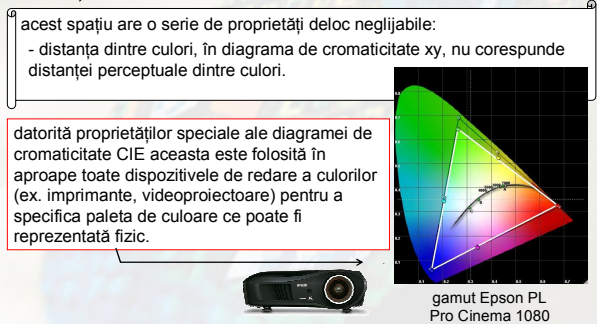 acest spațiu are o serie de proprietăți deloc neglijabile:
- distanța dintre culori, în diagrama de cromaticitate xy, nu corespunde
distanței perceptuale dintre culori.
datorită proprietăților speciale ale diagramei de
cromaticitate CIE aceasta este folosită în
aproape toate dispozitivele de redare a culorilor
(ex. imprimante, videoproiectoare) pentru a
specifica paleta de culoare ce poate fi
reprezentată fizic.
gamut Epson PL
Pro Cinema 1080